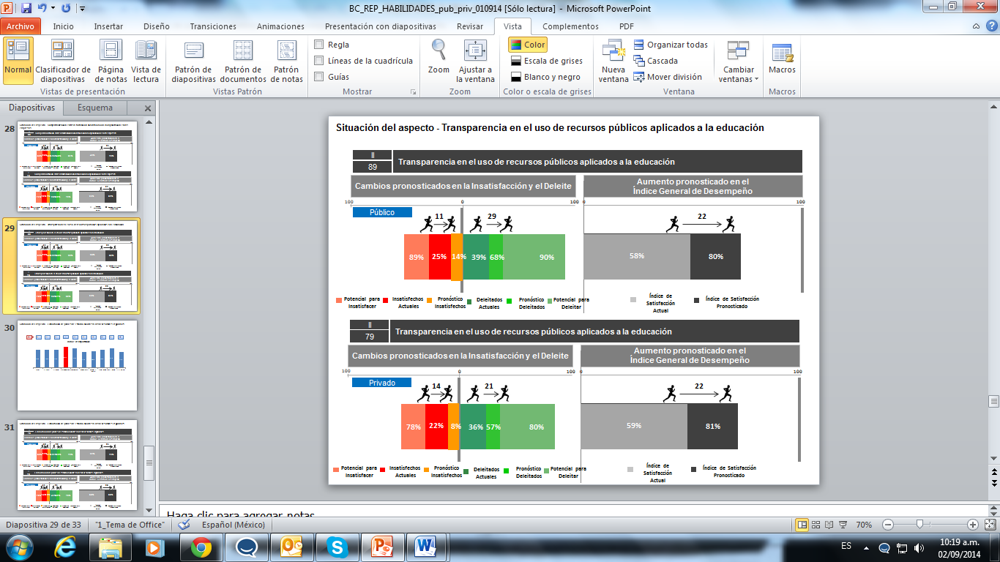 BC_REP_HABILIDADES_pub_priv_010914 [Sólo lectura] - Microsoft PowerPoint
Archivo Inicio Insertar Diseño Transiciones Animaciones Presentación con diapositivas Revisar Vista Complementos PDF
Normal
Clasificador de diapositivas
Página de notas
Vista de lectura
Vistas de presentación
Patrón de diapositivas
Patrón de documentos
Patrón de notas
Vistas Patrón
Regla
Líneas de la cuadrícula
Guías
Mostrar
Zoom
Ajustar a la ventana
Zoom
Color
Escala de grises
Blanco y negro
Color o escala de grises
Nueva ventana
Organizar todas
Cascada
Mover división
Cambiar ventanas
Ventana
Macros
Macros
Diapositivas Esquema
28
29
30
31
Situación del aspecto - Transparencia en el uso de recursos públicos aplicados a la educación
II
89
Transparencia en el uso de recursos públicos aplicados a la educación
Cambios pronosticados en la Insatisfacción y el Deleite
Aumento pronosticado en el
Índice General de Desempeño
100 0 100 0 100
Público
11 29 22
89% 25% 14% 39% 68% 90% 58% 80%
Potencial para Insatisfacer
Insatisfechos Actuales
Pronóstico Insatisfechos
Deleitados Actuales
Pronóstico Deleitados
Potencial para Deleitar
Índice de Satisfacción Actual
Índice de Satisfacción Pronosticado
II
79
Transparencia en el uso de recursos públicos aplicados a la educación
Cambios pronosticados en la Insatisfacción y el Deleite
Aumento pronosticado en el
Índice General de Desempeño
100 0 100 0 100
Privado
14 21 22
78% 22% 8% 36% 57% 80% 59% 81%
Potencial para Insatisfacer
Insatisfechos Actuales
Pronóstico Insatisfechos
Deleitados Actuales
Pronóstico Deleitados
Potencial para Deleitar
Índice de Satisfacción Actual
Índice de Satisfacción Pronosticado
Haga clic para agregar notas
Diapositiva 29 de 33 "1_Tema de Office" Español (México) 70%
ES 10:19 a.m.
02/09/2014